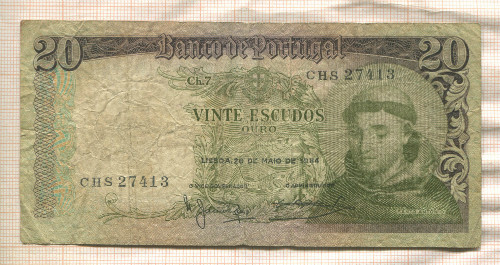 20 Banco de Portugal 20
Ch.7 CHS 27413
VINTE ESCUDOS
OURO
LISBOA, 26 DE MAIO DE 1964
CHS 27413